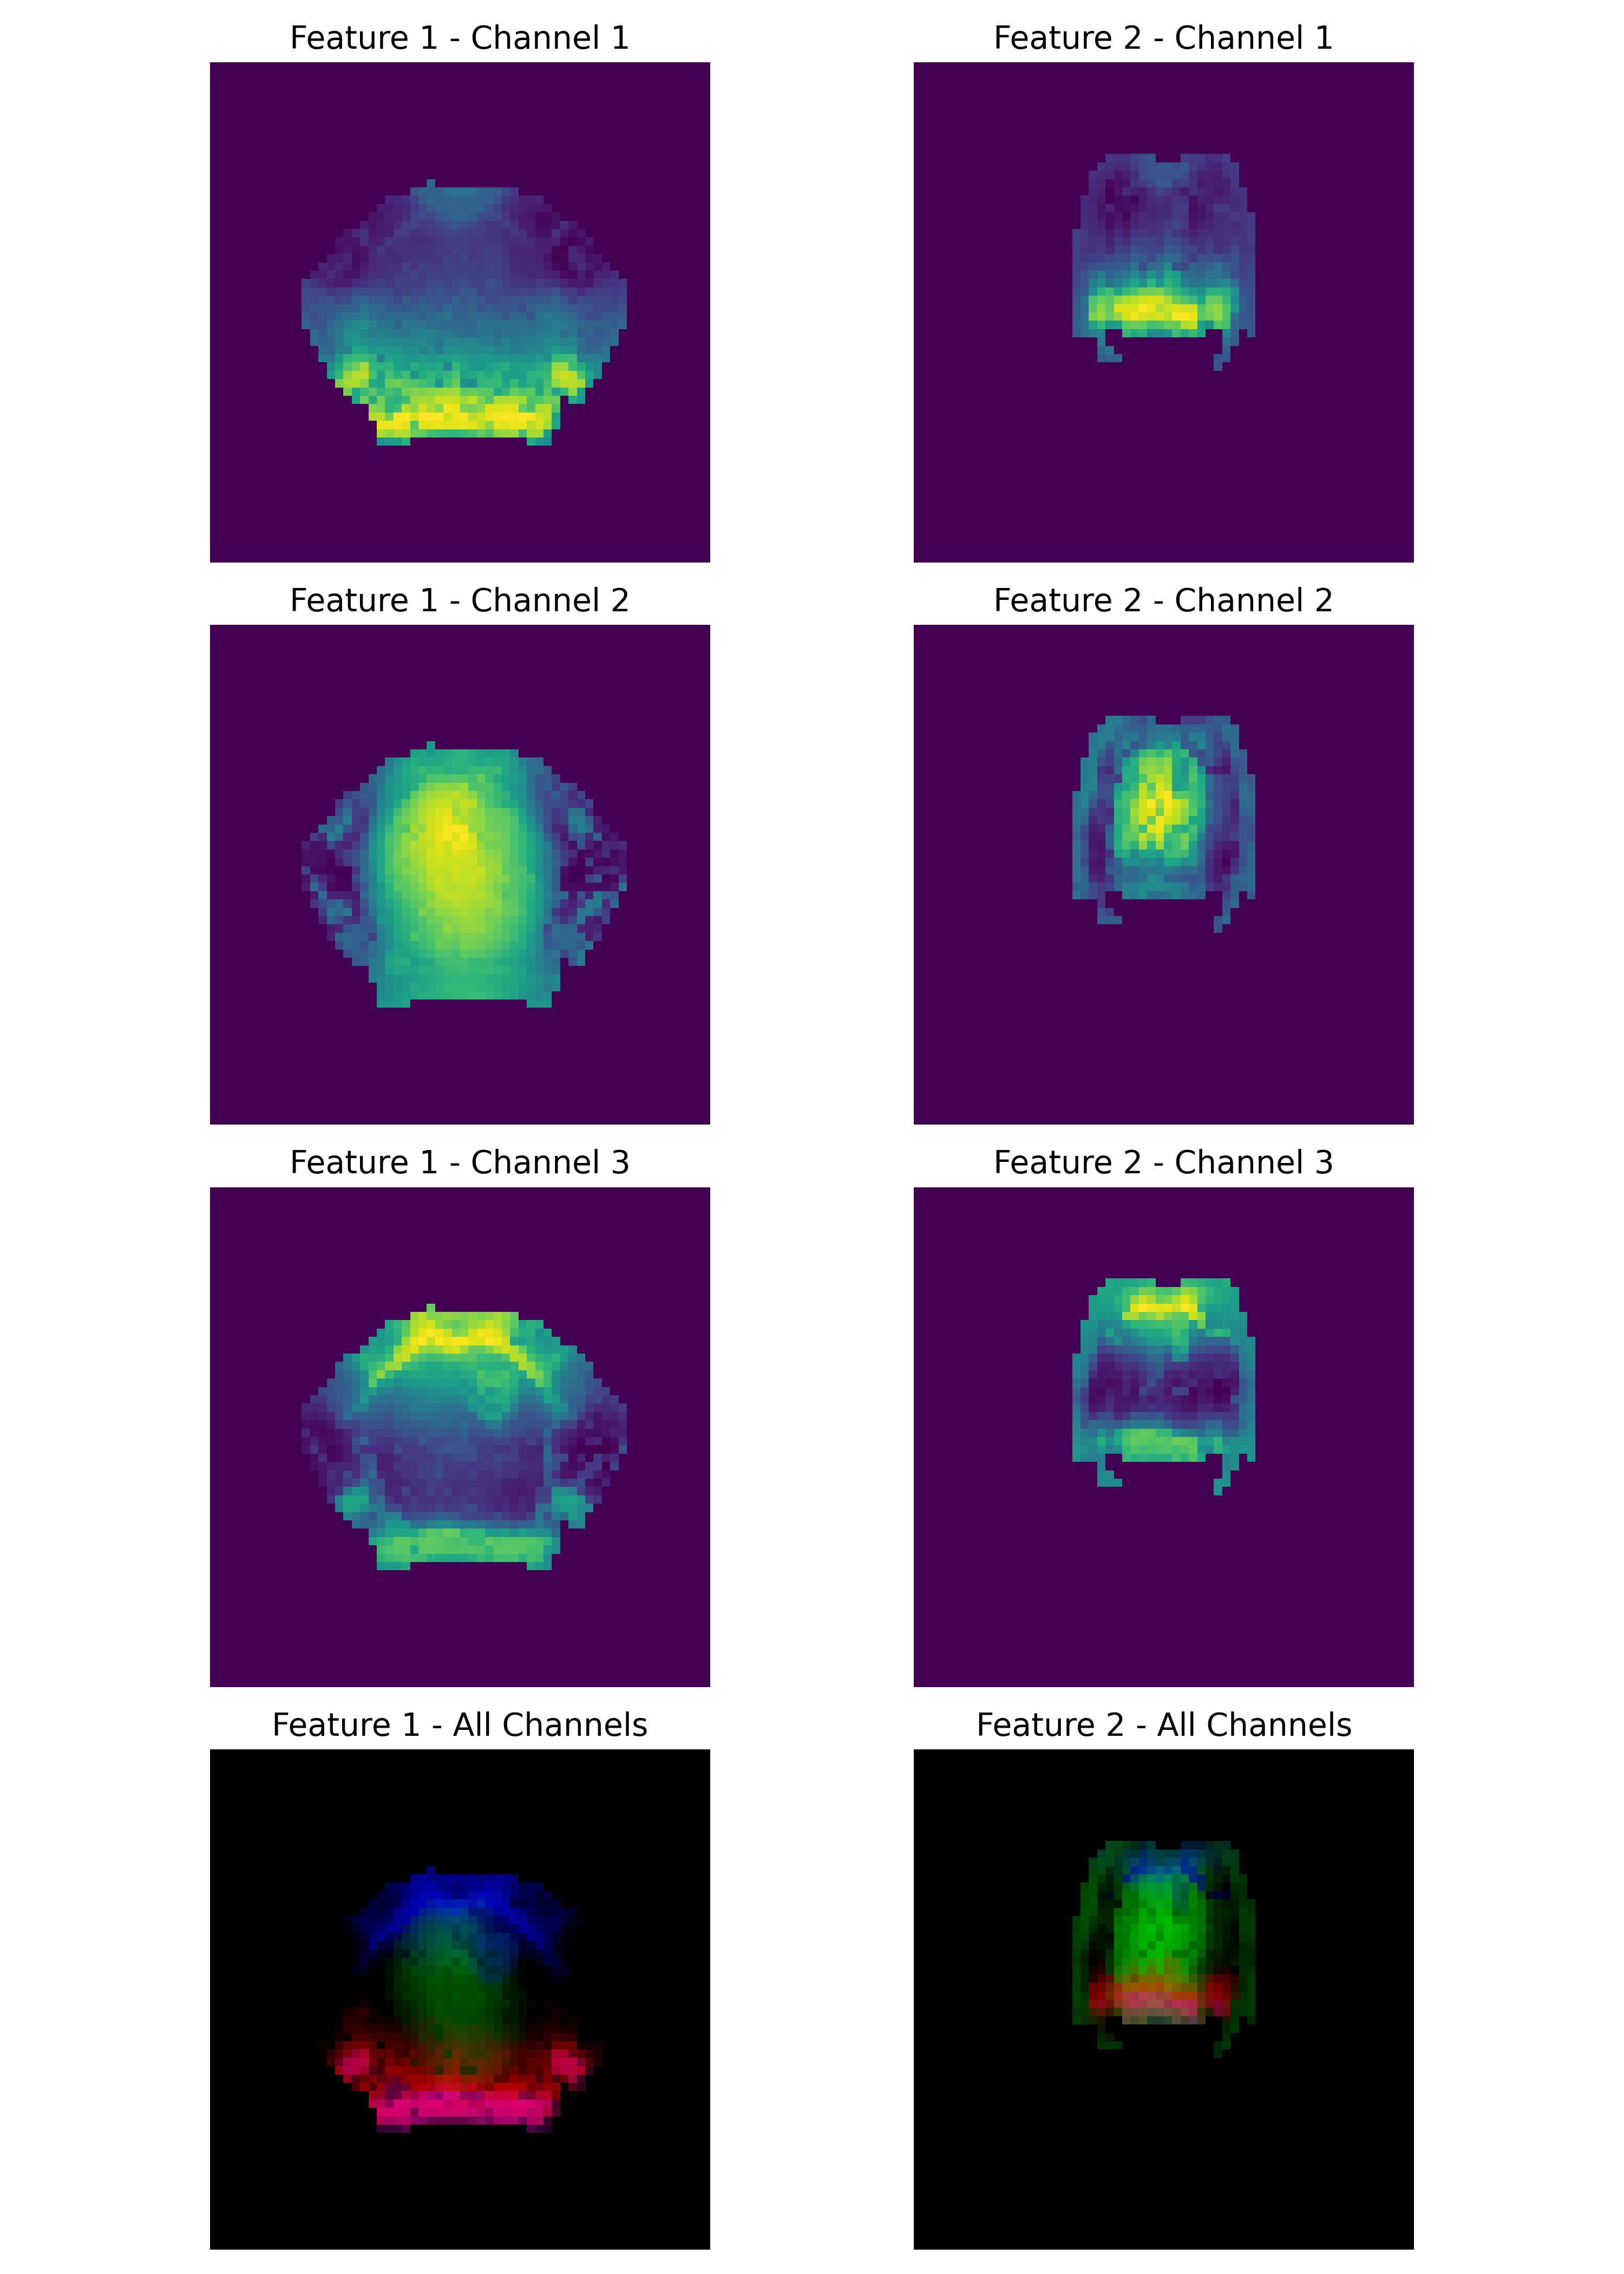 Feature 1 - Channel 1
Feature 2 - Channel 1
Feature 1 - Channel 2
Feature 2 - Channel 2
Feature 1 - Channel 3
Feature 2 - Channel 3
Feature 1 - All Channels
Feature 2 - All Channels